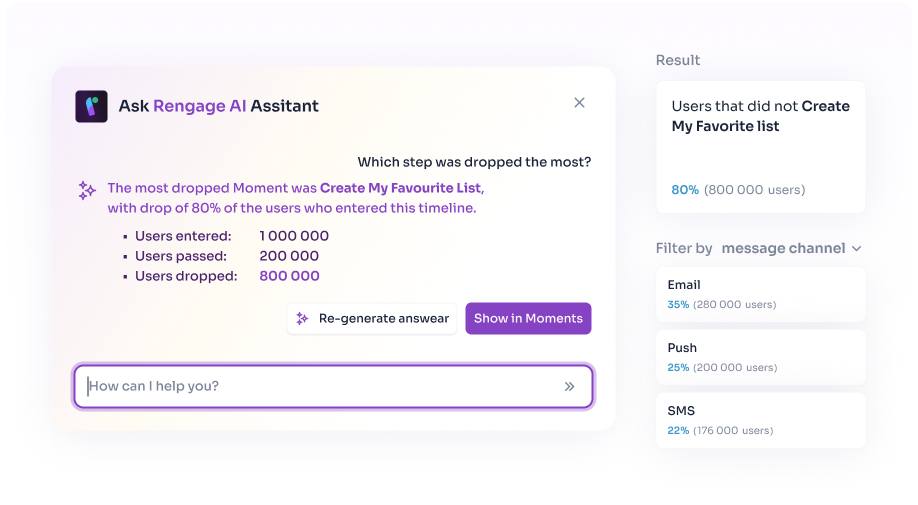 Ask Rengage AI Assitant
Which step was dropped the most?
The most dropped Moment was Create My Favourite List,
with drop of 80% of the users who entered this timeline.
▪ Users entered: 1 000 000
▪ Users passed: 200 000
▪ Users dropped: 800 000
Re-generate answear
Show in Moments
How can I help you?
Result
Users that did not Create
My Favorite list
80% (800 000 users)
Filter by message channel
Email
35% (280 000 users)
Push
25% (200 000 users)
SMS
22% (176 000 users)